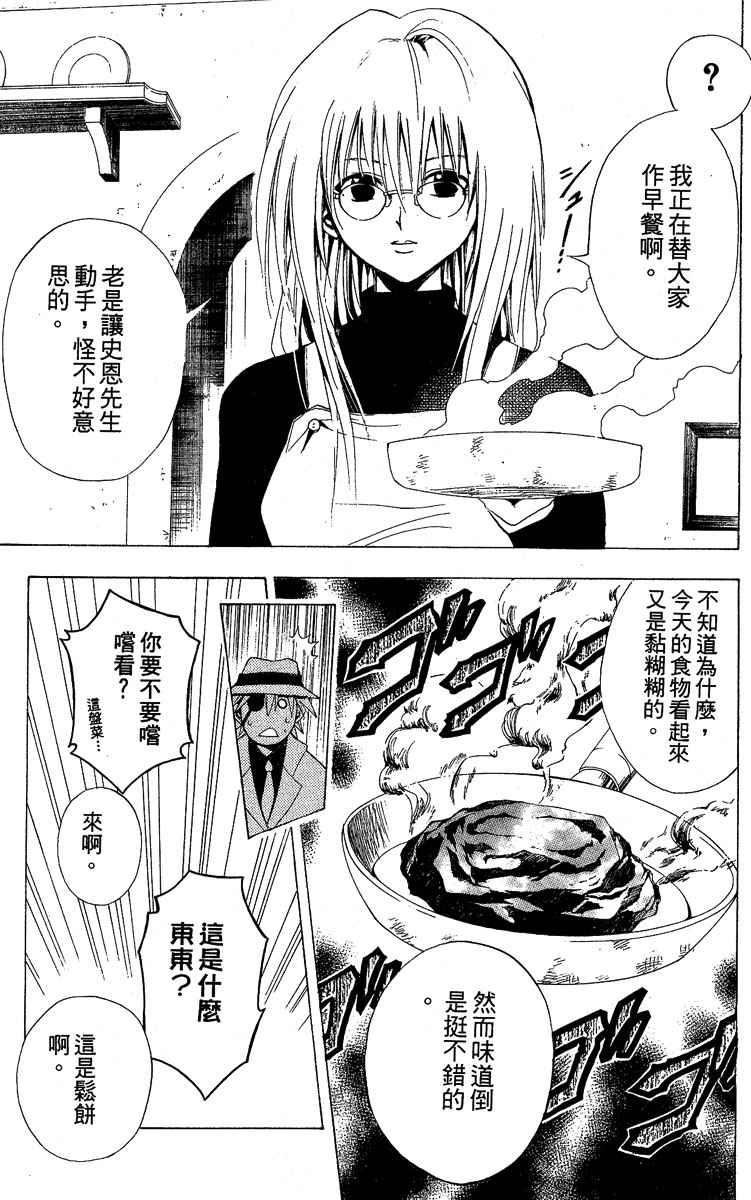 ？
我正在替大家
作早餐啊。
老是讓史恩先生
動手，怪不好意
思的。
不知道為什麼，
今天的食物看起來
又是黏糊糊的。
然而味道倒
是挺不錯的
。
你要不要嚐
嚐看？
這盤菜…
來啊。
這是什麼
東東？
這是鬆餅
啊。